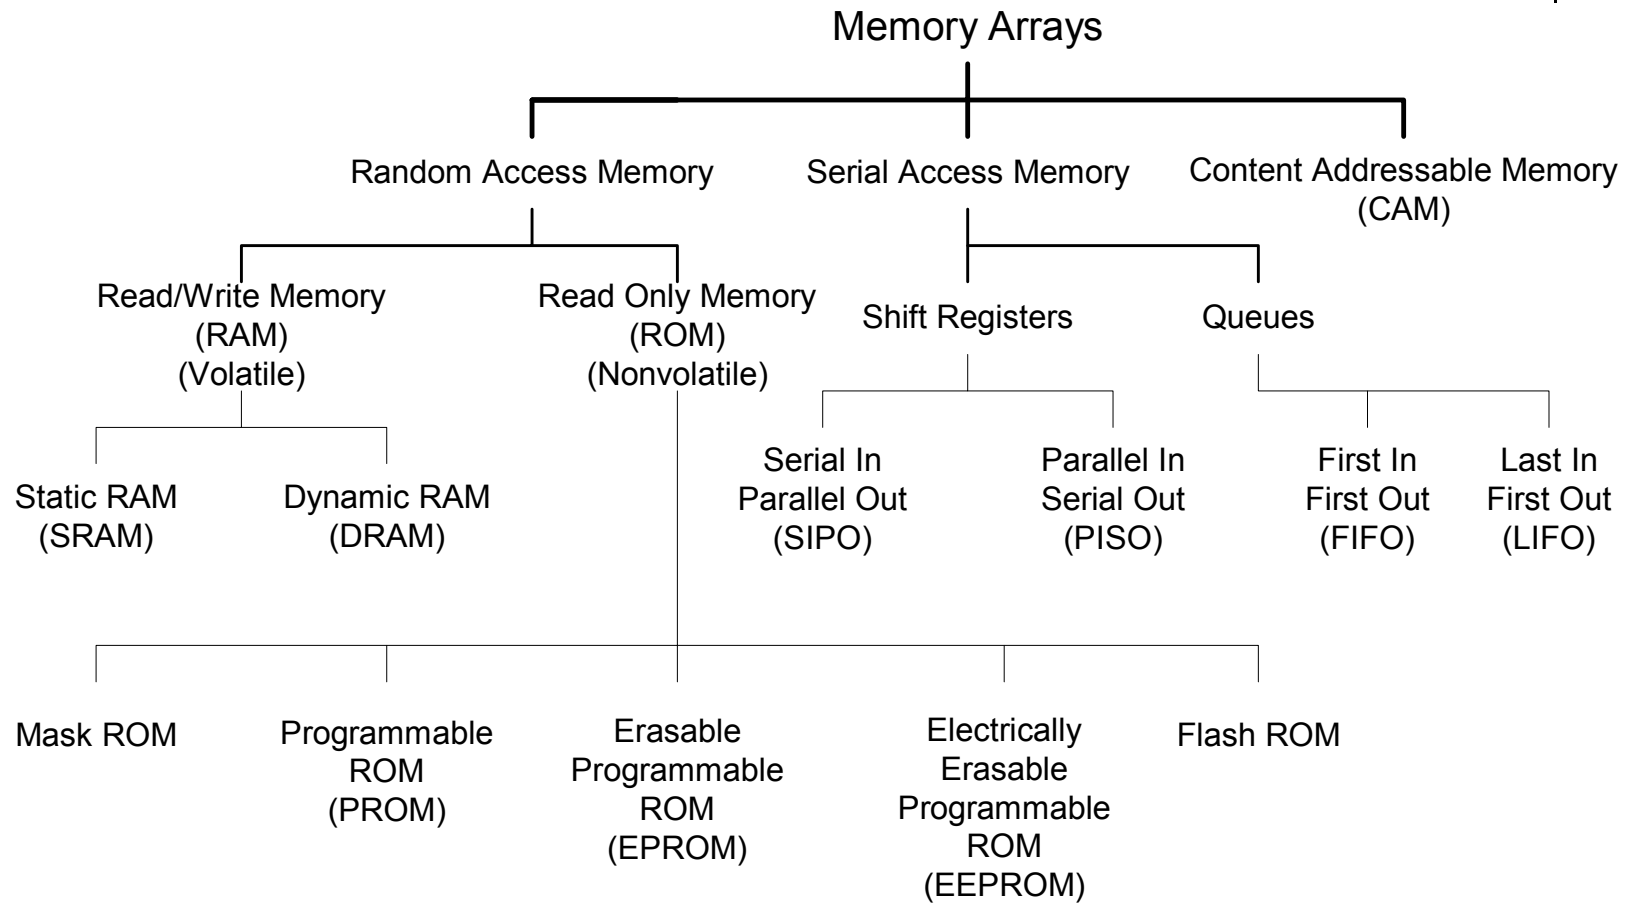 Memory Arrays
Random Access Memory
Serial Access Memory
Content Addressable Memory
(CAM)
Read/Write Memory
(RAM)
(Volatile)
Read Only Memory
(ROM)
(Nonvolatile)
Shift Registers
Queues
Static RAM
(SRAM)
Dynamic RAM
(DRAM)
Serial In
Parallel Out
(SIPO)
Parallel In
Serial Out
(PISO)
First In
First Out
(FIFO)
Last In
First Out
(LIFO)
Mask ROM
Programmable
ROM
(PROM)
Erasable
Programmable
ROM
(EPROM)
Electrically
Erasable
Programmable
ROM
(EEPROM)
Flash ROM